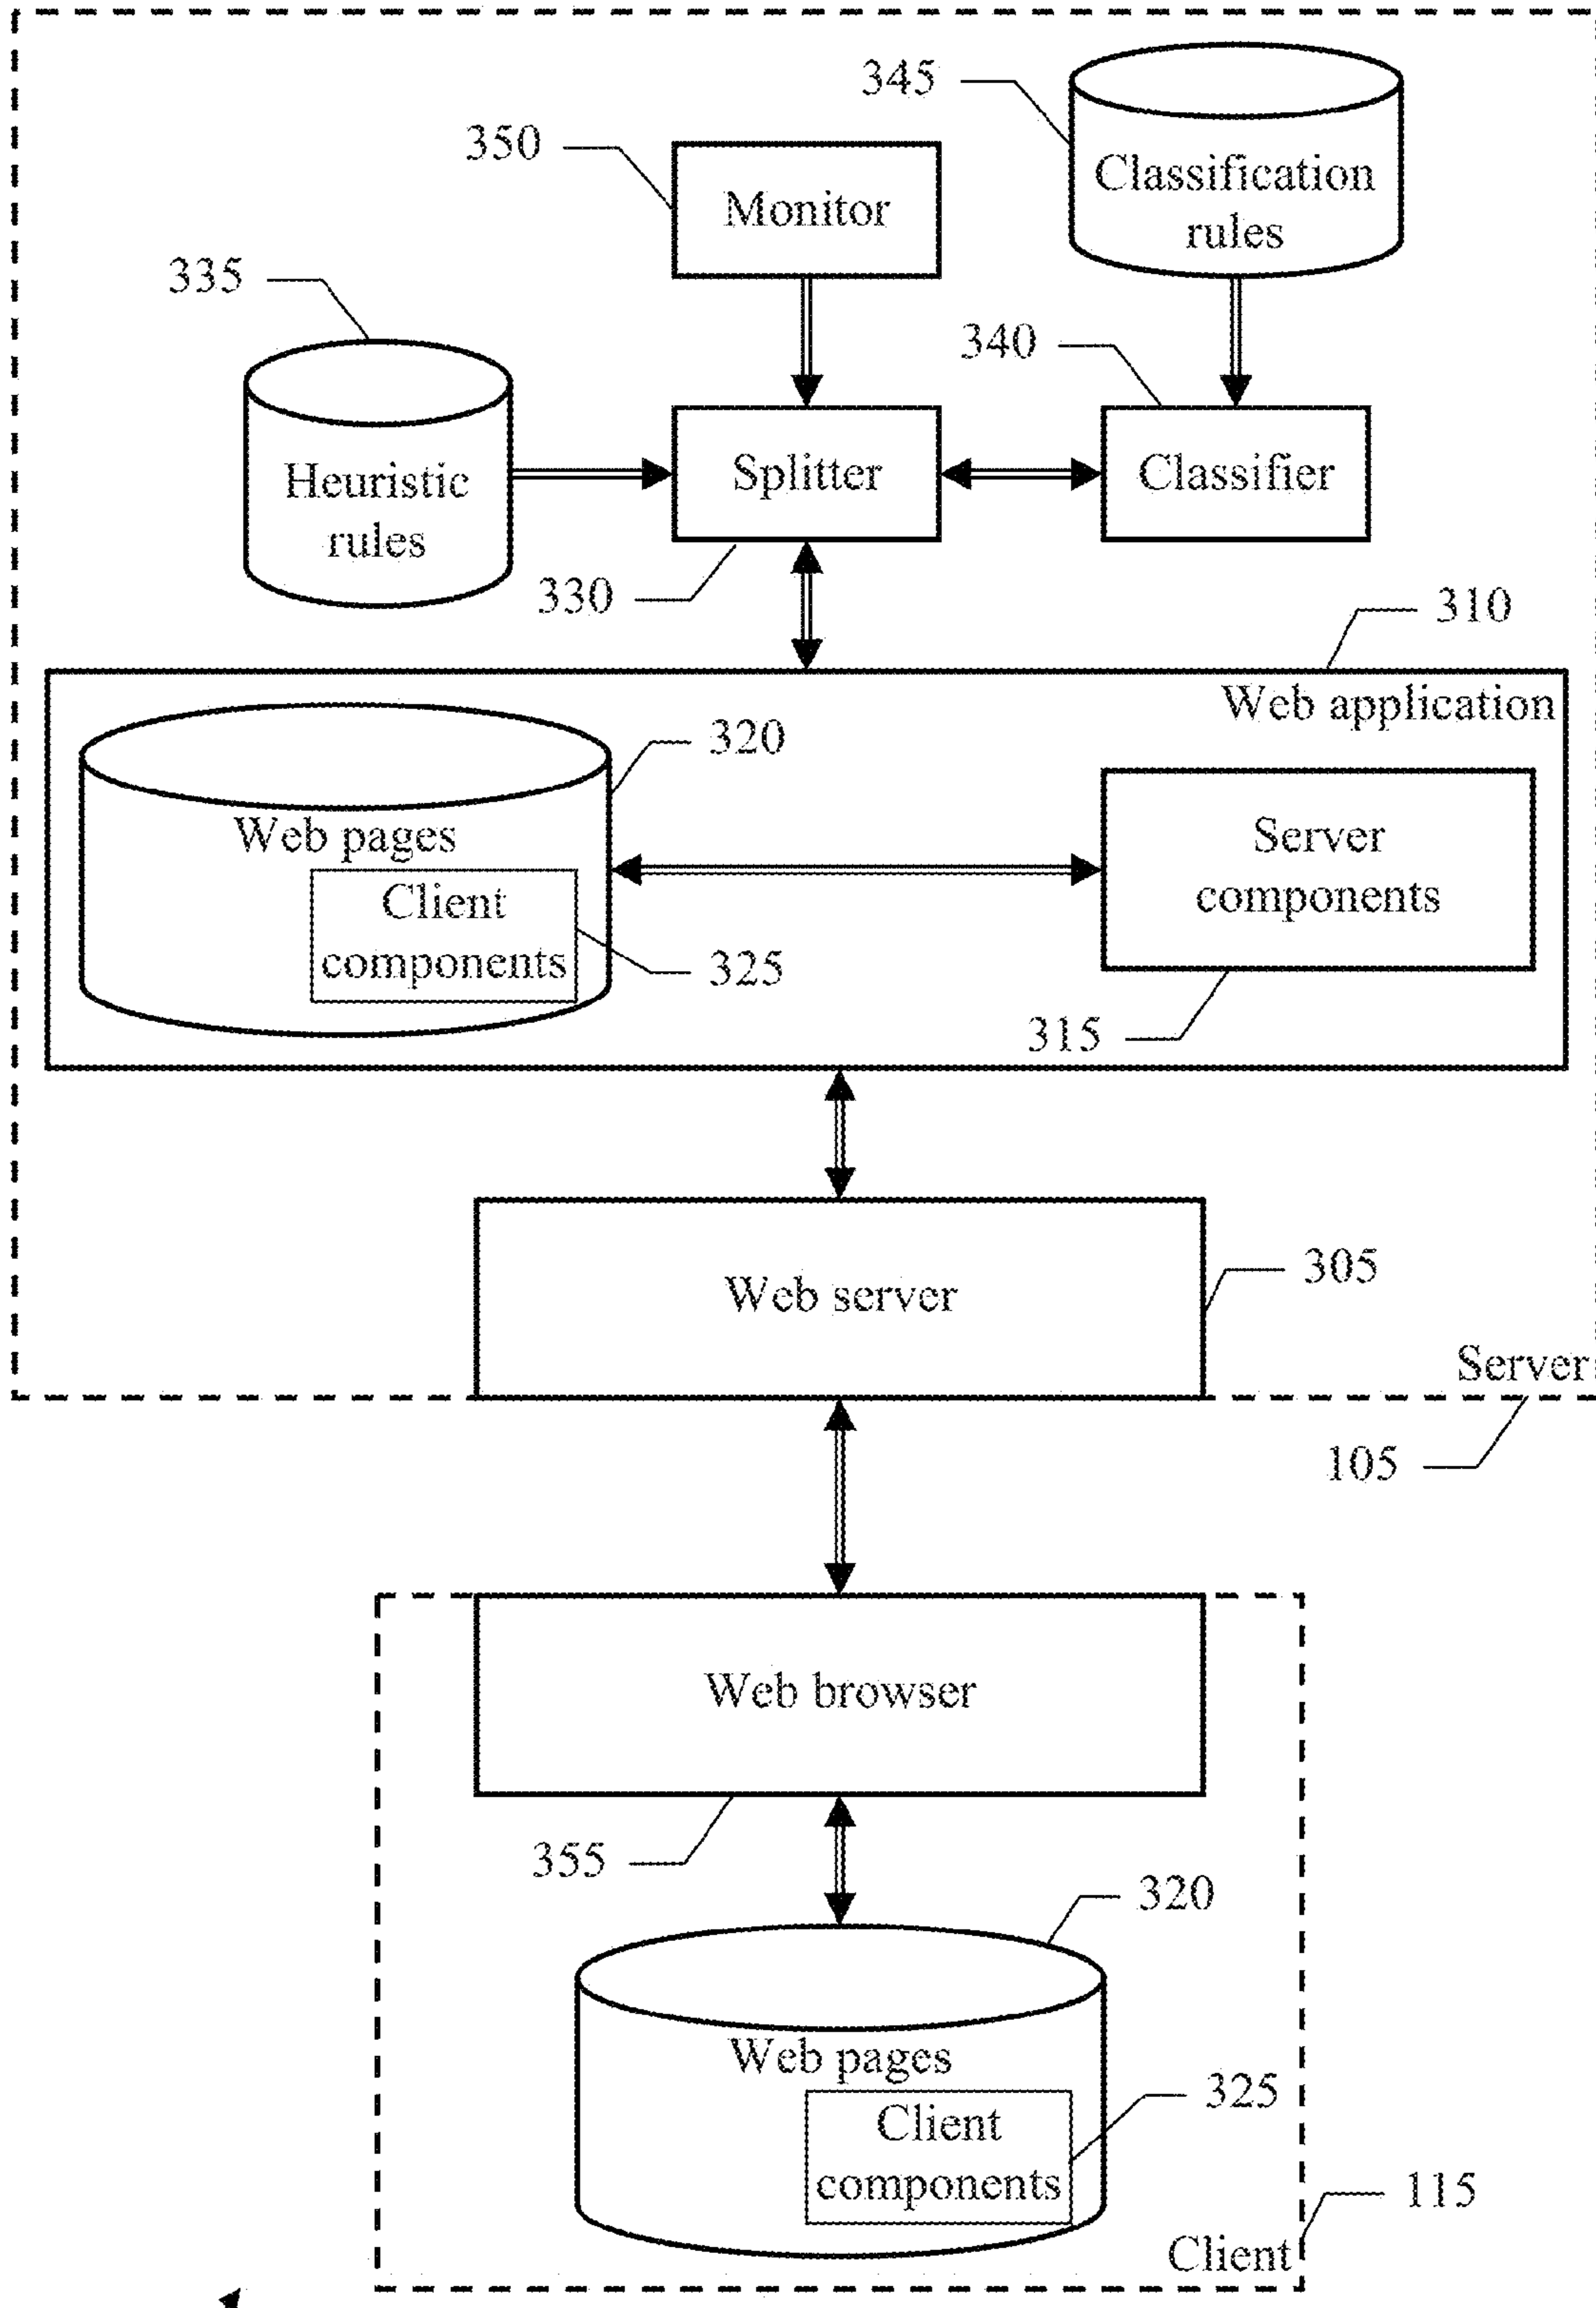 345
350
Classification
rules
Monitor
335
340
Heuristic
rules
Splitter
Classifier
330
310
Web application
320
Web pages
Client
components
325
Server
components
315
Web server
305
Server
105
Web browser
355
320
Web pages
Client
components
325
115
Client